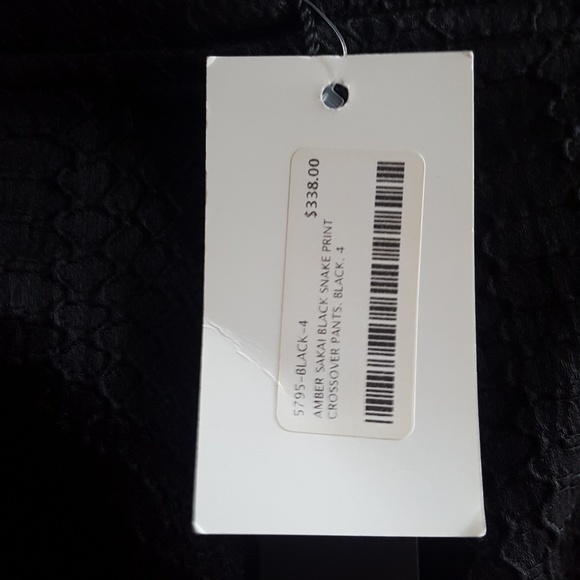 $338.00
5795-BLACK-4
AMBER SAKAI BLACK SNAKE PRINT
CROSSOVER PANTS. BLACK. 4